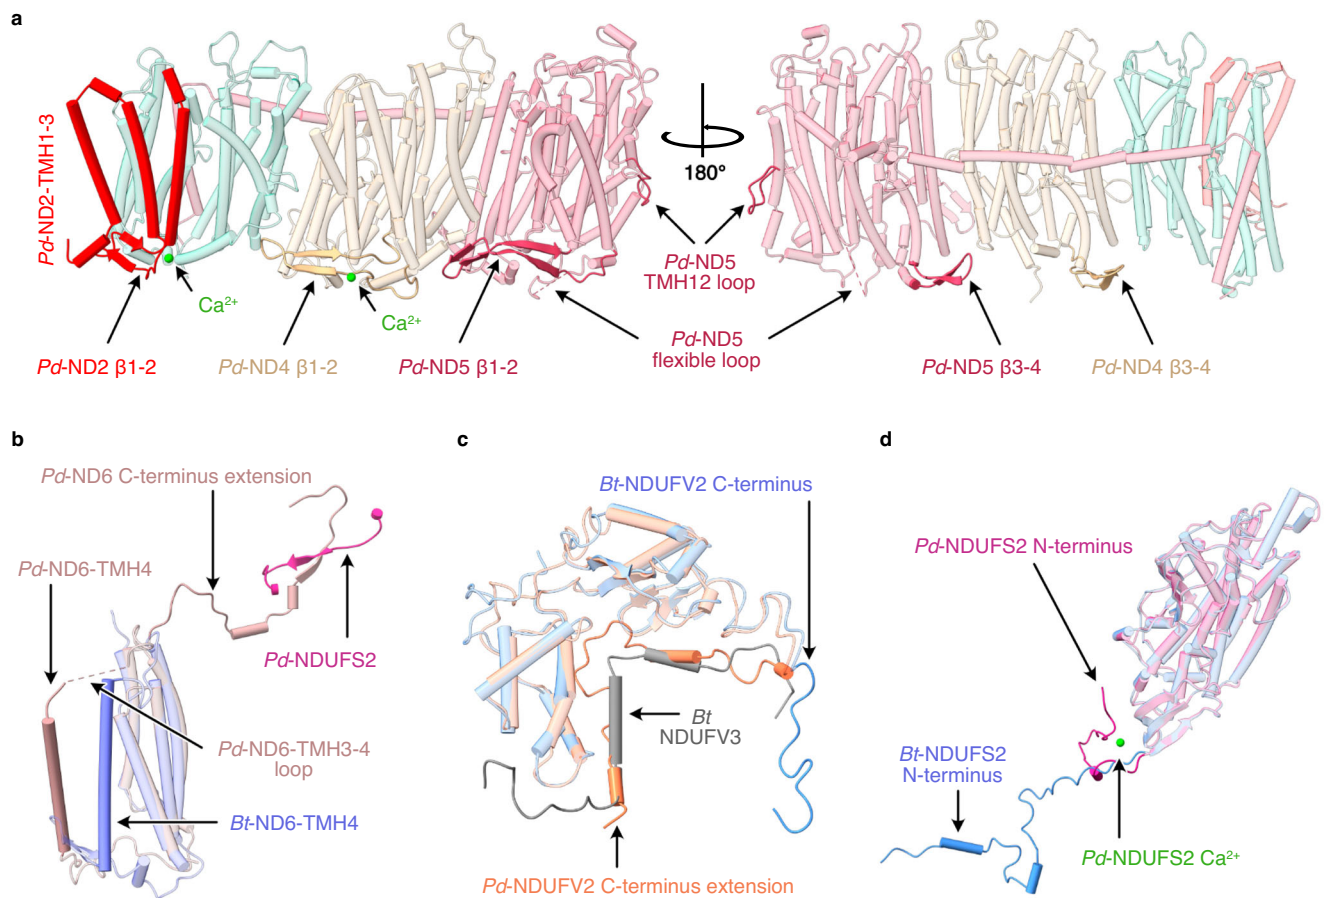 a
Pd-ND2-TMH1-3
180°
Pd-ND5
TMH12 loop
Ca²⁺
Ca²⁺
Pd-ND5
flexible loop
Pd-ND2 β1-2
Pd-ND4 β1-2
Pd-ND5 β1-2
Pd-ND5 β3-4
Pd-ND4 β3-4
b
Pd-ND6 C-terminus extension
Pd-ND6-TMH4
Pd-NDUFS2
Pd-ND6-TMH3-4
loop
Bt-ND6-TMH4
c
Bt-NDUFV2 C-terminus
Bt
NDUFV3
Pd-NDUFV2 C-terminus extension
d
Pd-NDUFS2 N-terminus
Bt-NDUFS2
N-terminus
Pd-NDUFS2 Ca²⁺